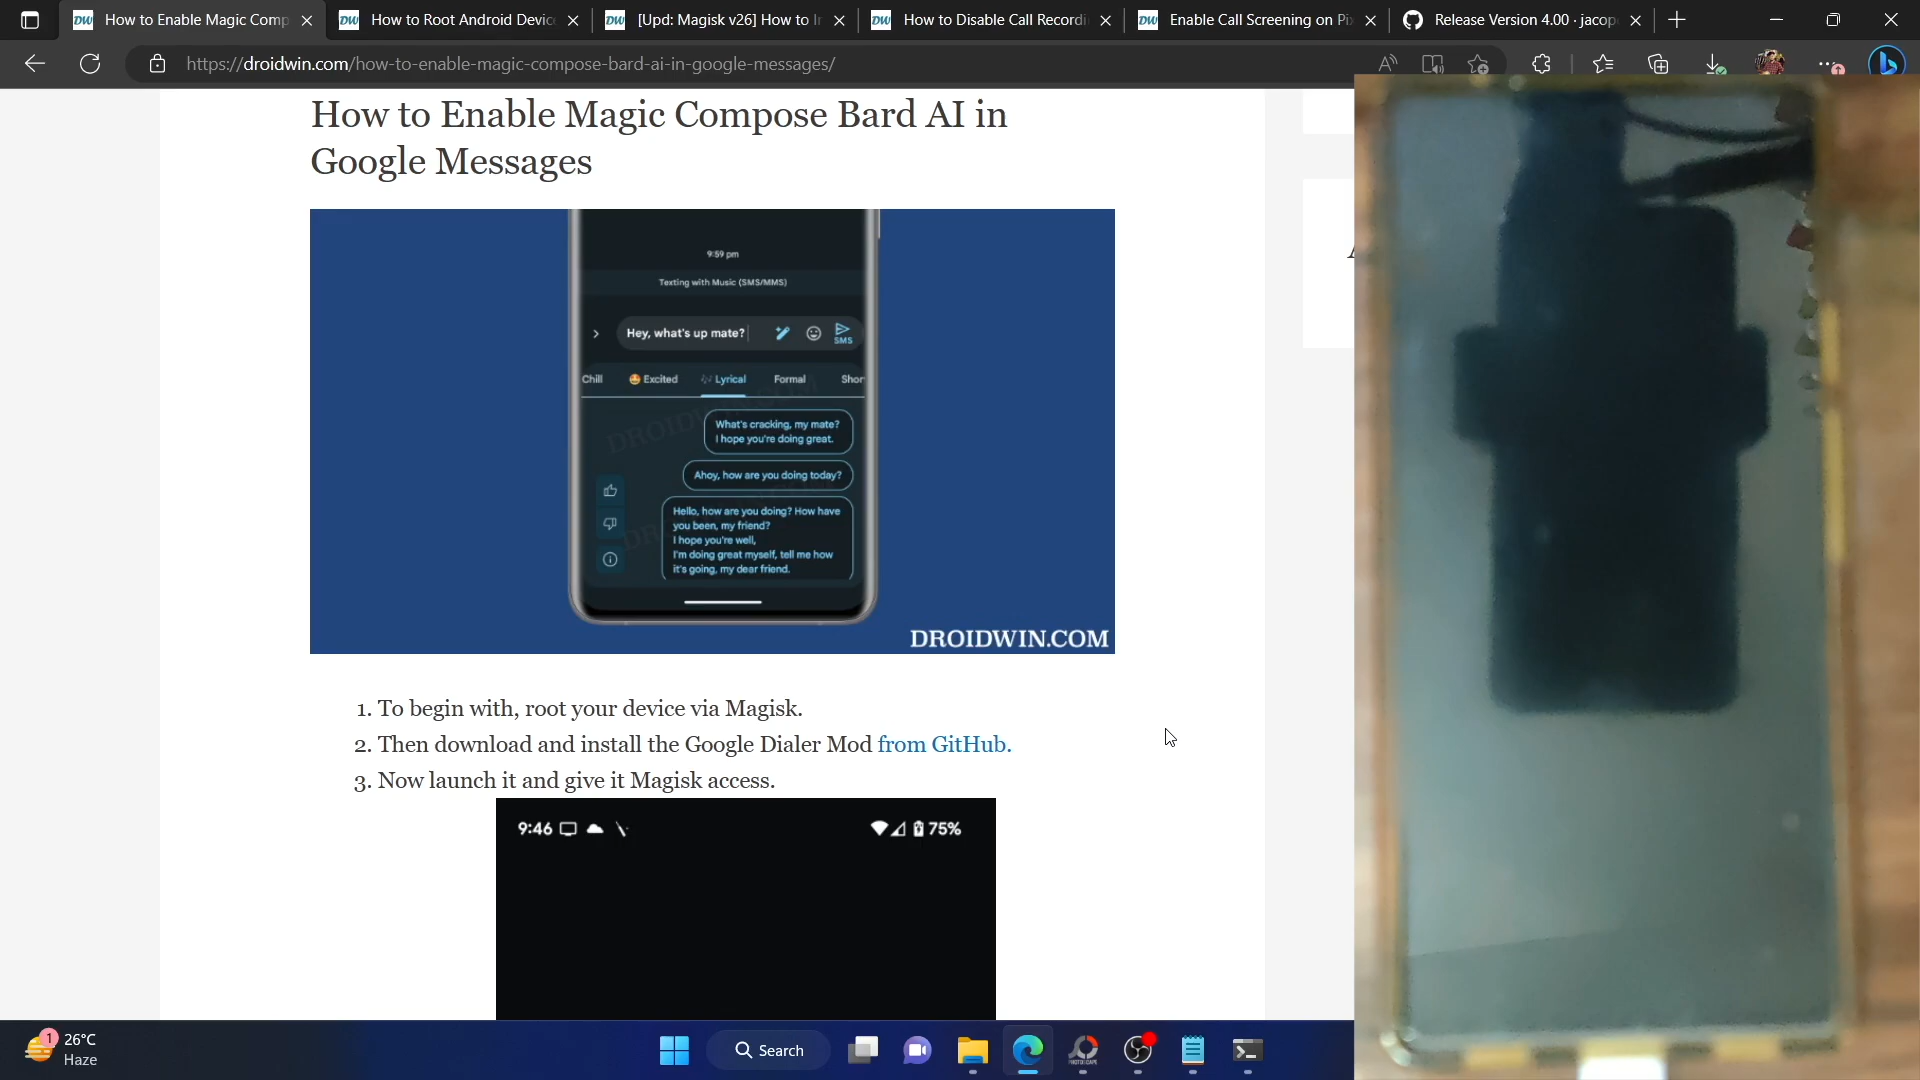 How to Enable Magic Comp
How to Root Android Devic
[Upd: Magisk v26] How to I
How to Disable Call Recordi
Enable Call Screening on Pi
Release Version 4.00 · jacop
https://droidwin.com/how-to-enable-magic-compose-bard-ai-in-google-messages/
How to Enable Magic Compose Bard AI in
Google Messages
9:59 pm
Texting with Music (SMS/MMS)
Hey, what's up mate?
SMS
Chill
Excited
Lyrical
Formal
Shor
What's cracking, my mate?
I hope you're doing great.
Ahoy, how are you doing today?
Hello, how are you doing? How have
you been, my friend?
I hope you're well,
I'm doing great myself, tell me how
it's going, my dear friend.
DROIDWIN.COM
1. To begin with, root your device via Magisk.
2. Then download and install the Google Dialer Mod from GitHub.
3. Now launch it and give it Magisk access.
9:46
75%
1
26°C
Haze
Search